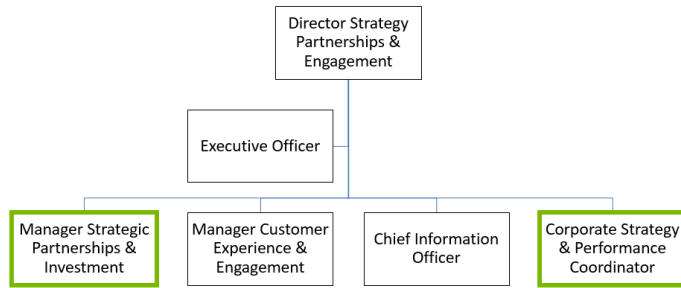 Director Strategy
Partnerships &
Engagement
Executive Officer
Manager Strategic
Partnerships &
Investment
Manager Customer
Experience &
Engagement
Chief Information
Officer
Corporate Strategy
& Performance
Coordinator